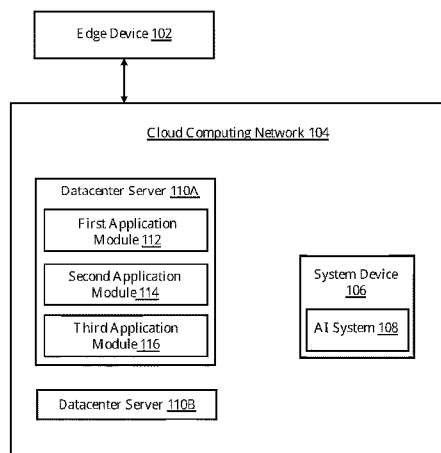 Edge Device 102
Cloud Computing Network 104
Datacenter Server 110A
First Application
Module 112
Second Application
Module 114
Third Application
Module 116
Datacenter Server 110B
System Device
106
AI System 108